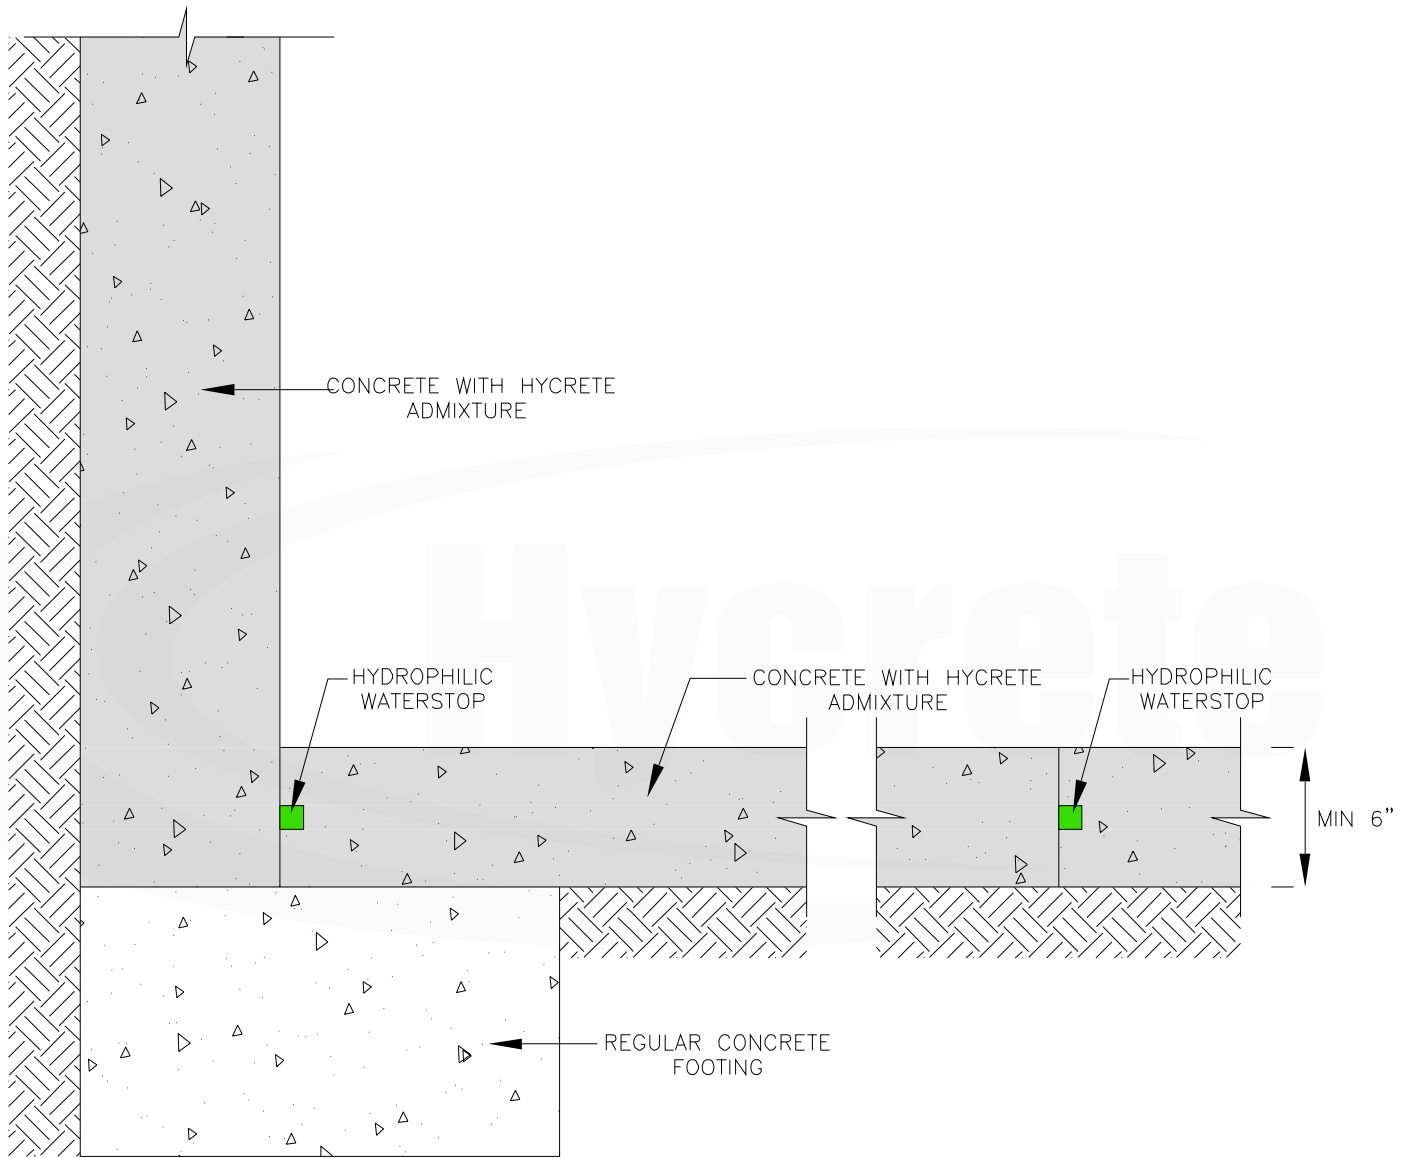 CONCRETE WITH HYCRETE
ADMIXTURE
HYDROPHILIC
WATERSTOP
CONCRETE WITH HYCRETE
ADMIXTURE
HYDROPHILIC
WATERSTOP
Hycrete
MIN 6"
REGULAR CONCRETE
FOOTING